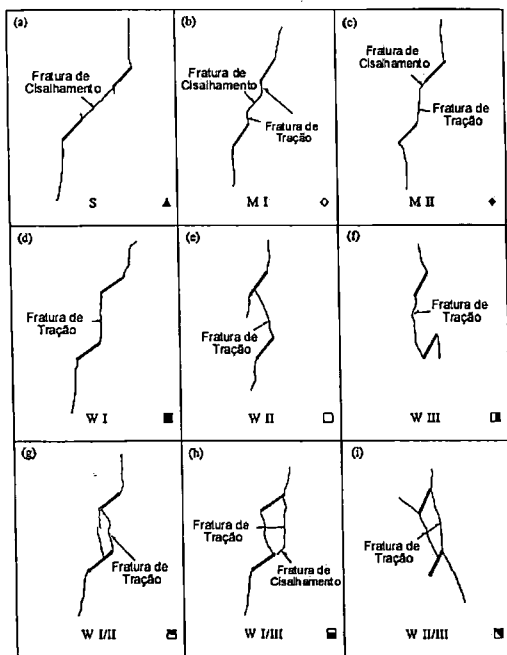 (a)
Fratura de
Cisalhamento
S
(b)
Fratura de
Cisalhamento
Fratura de
Tração
M I
(c)
Fratura de
Cisalhamento
Fratura de
Tração
M II
(d)
Fratura de
Tração
W I
(e)
Fratura de
Tração
W II
(f)
Fratura de
Tração
W III
(g)
Fratura de
Tração
W I/II
(h)
Fratura de
Tração
Fratura de
Cisalhamento
W I/III
(i)
Fratura de
Tração
W II/III